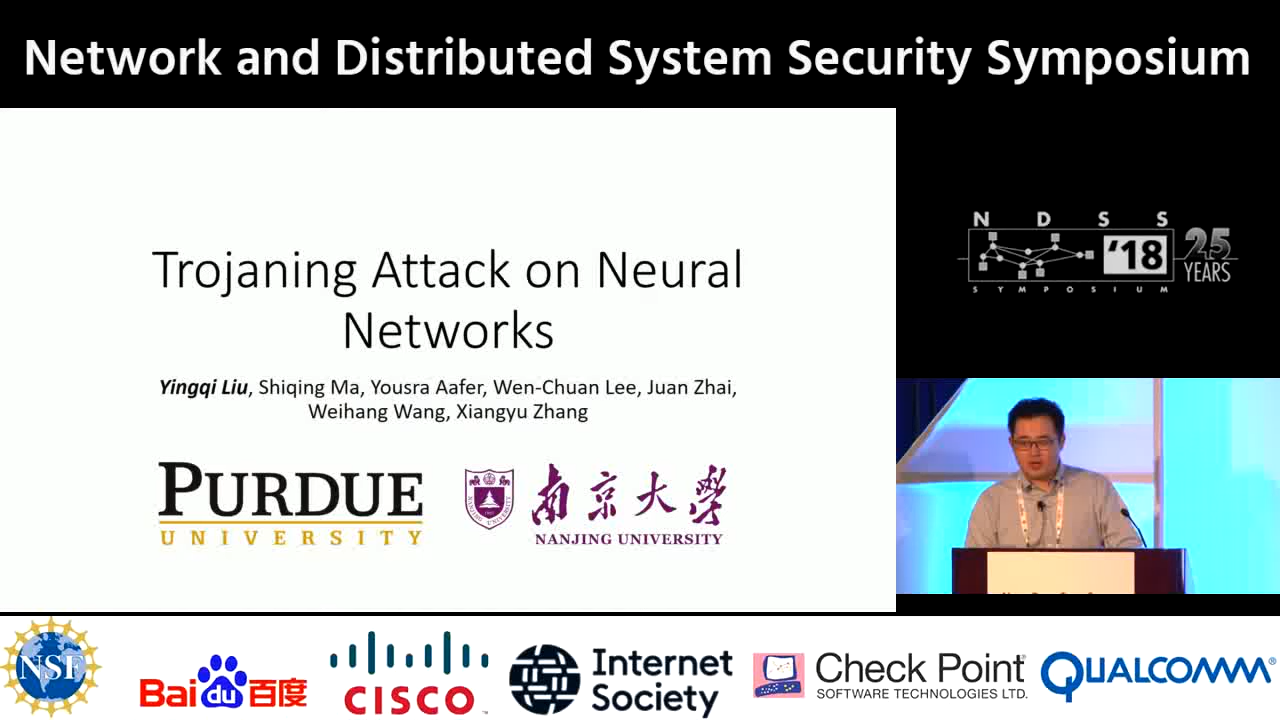 Network and Distributed System Security Symposium
Trojaning Attack on Neural
Networks
Yingqi Liu, Shiqing Ma, Yousra Aafer, Wen-Chuan Lee, Juan Zhai,
Weihang Wang, Xiangyu Zhang
PURDUE
UNIVERSITY
南京大學
NANJING UNIVERSITY
N D S S
'18
25
YEARS
SYMPOSIUM
NSF
Baidu百度
CISCO
Internet
Society
Check Point
SOFTWARE TECHNOLOGIES LTD.
QUALCOMM®